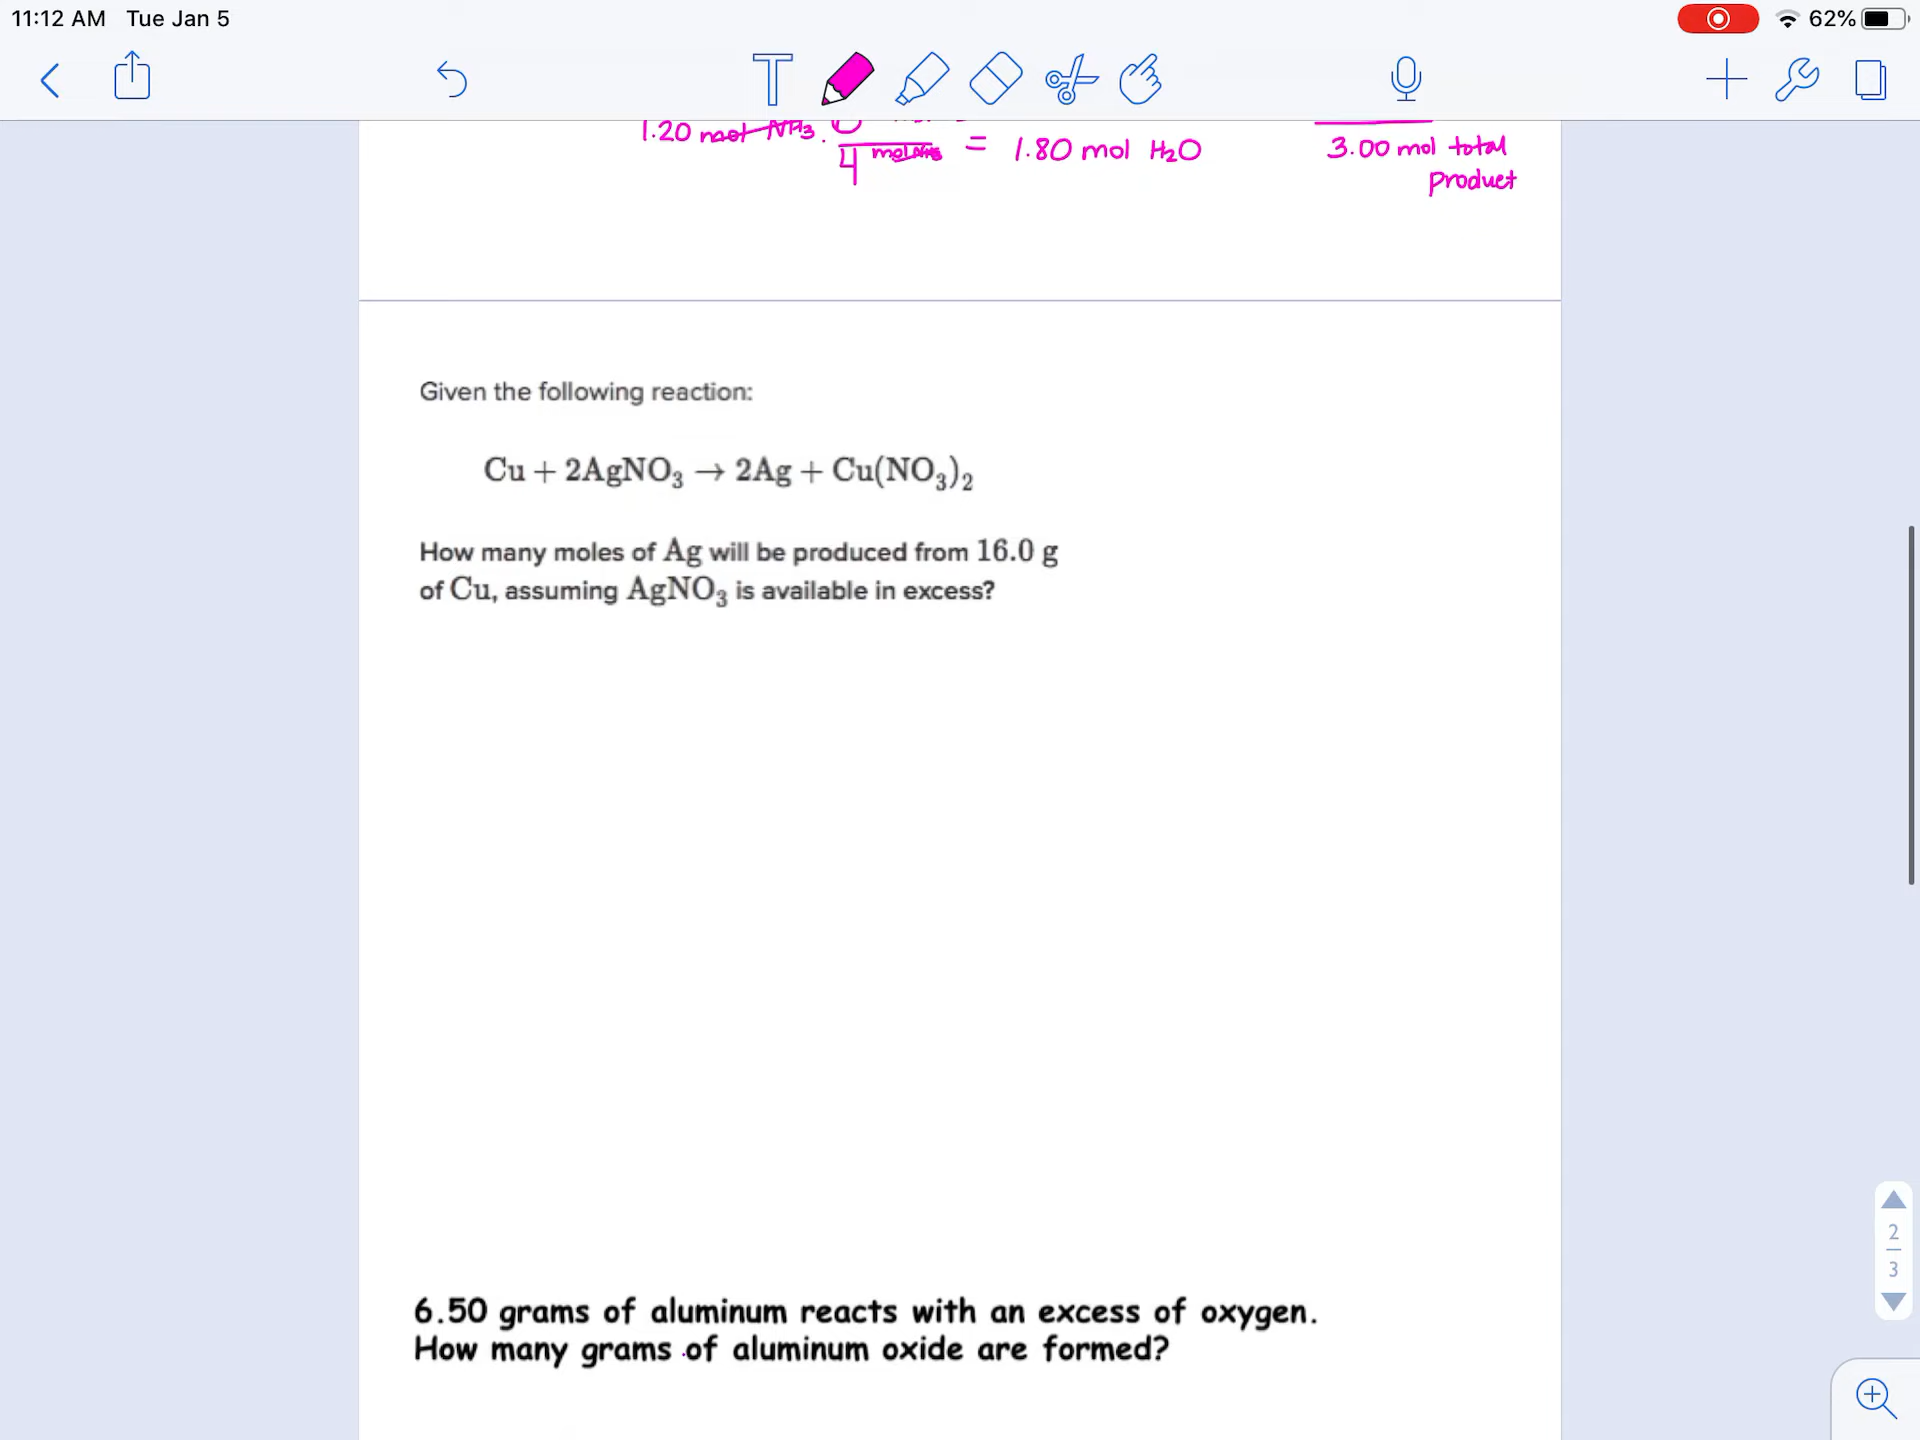 11:12 AM Tue Jan 5
62%
1.20 mol NH₃ ·
4 mol NH₃ = 1.80 mol H₂O
3.00 mol total
product
Given the following reaction:
Cu + 2AgNO₃ → 2Ag + Cu(NO₃)₂
How many moles of Ag will be produced from 16.0 g
of Cu, assuming AgNO₃ is available in excess?
6.50 grams of aluminum reacts with an excess of oxygen.
How many grams of aluminum oxide are formed?
2
3